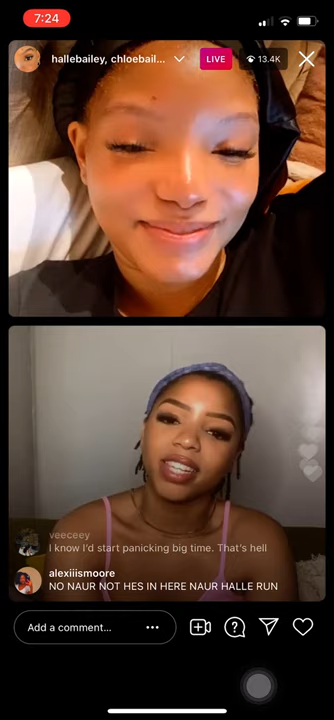 7:24
hallebailey, chloebail... LIVE 13.4K
veeceey
I know I'd start panicking big time. That's hell
alexiiismoore
NO NAUR NOT HES IN HERE NAUR HALLE RUN
Add a comment...